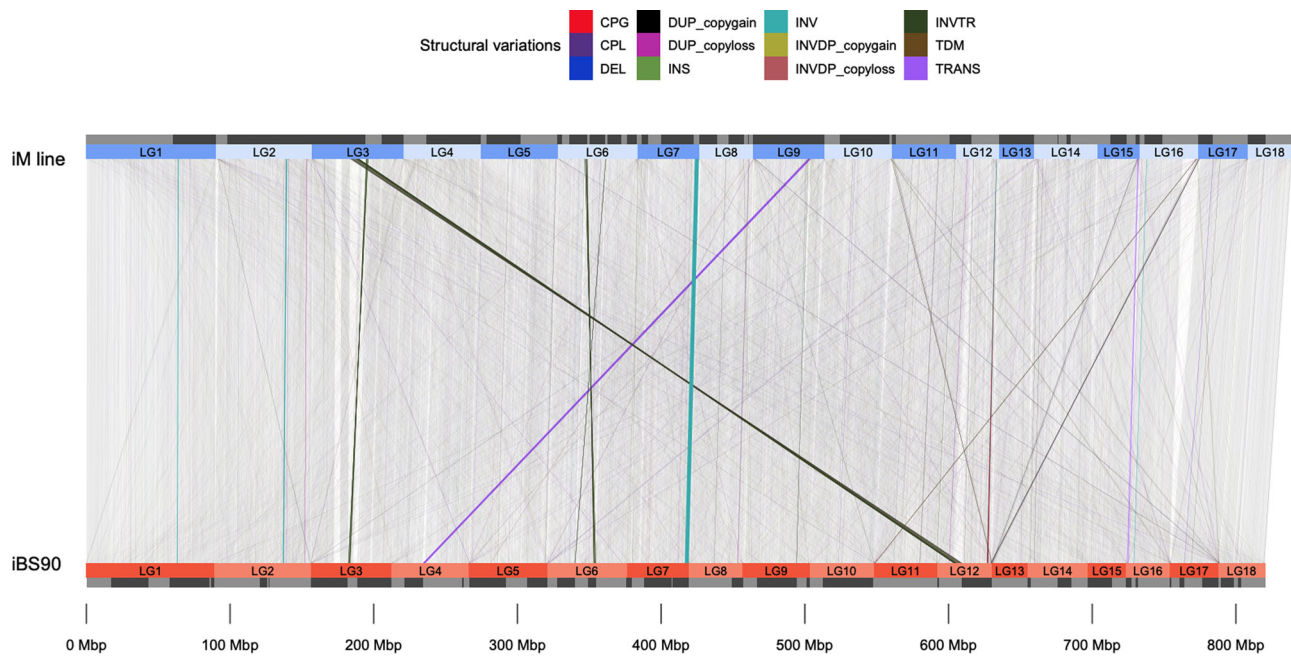 Structural variations
CPG DUP_copygain INV INVTR
CPL DUP_copyloss INVDP_copygain TDM
DEL INS INVDP_copyloss TRANS
iM line
LG1 LG2 LG3 LG4 LG5 LG6 LG7 LG8 LG9 LG10 LG11 LG12 LG13 LG14 LG15 LG16 LG17 LG18
iBS90
LG1 LG2 LG3 LG4 LG5 LG6 LG7 LG8 LG9 LG10 LG11 LG12 LG13 LG14 LG15 LG16 LG17 LG18
0 Mbp 100 Mbp 200 Mbp 300 Mbp 400 Mbp 500 Mbp 600 Mbp 700 Mbp 800 Mbp